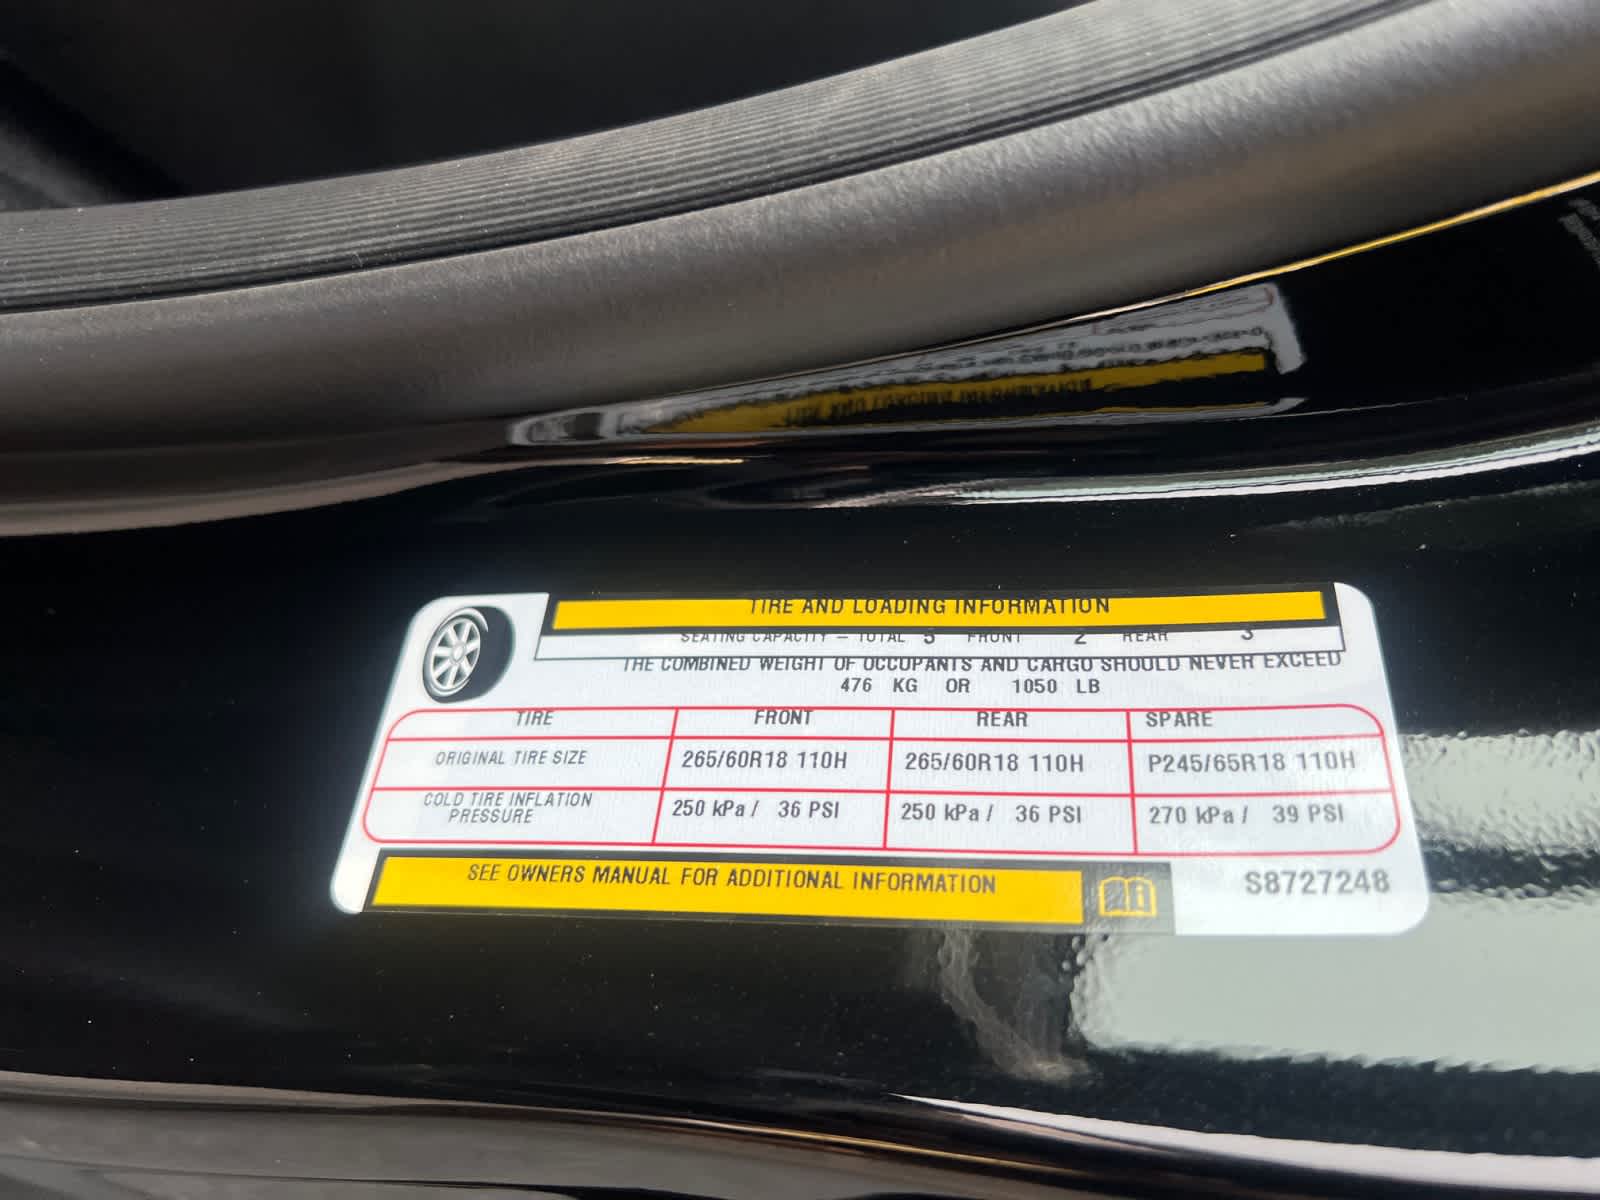 TIRE AND LOADING INFORMATION
SEATING CAPACITY – TOTAL 5 FRONT 2 REAR 3
THE COMBINED WEIGHT OF OCCUPANTS AND CARGO SHOULD NEVER EXCEED
476 KG OR 1050 LB
TIRE FRONT REAR SPARE
ORIGINAL TIRE SIZE 265/60R18 110H 265/60R18 110H P245/65R18 110H
COLD TIRE INFLATION
PRESSURE 250 kPa / 36 PSI 250 kPa / 36 PSI 270 kPa / 39 PSI
SEE OWNERS MANUAL FOR ADDITIONAL INFORMATION
S8727248